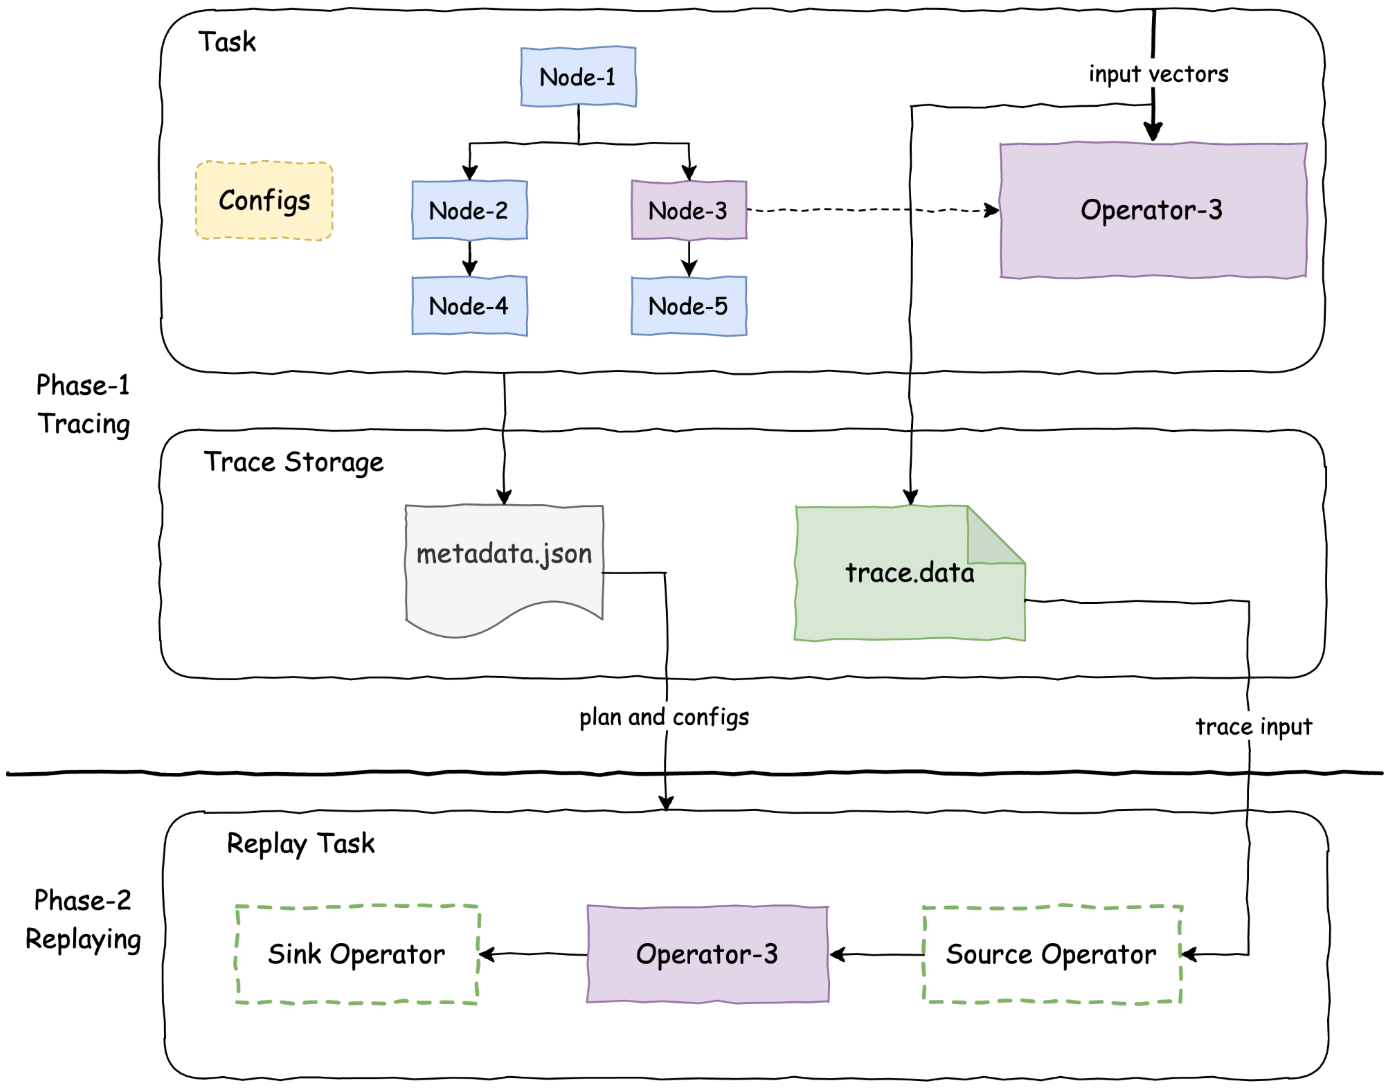 Task
Node-1
input vectors
Configs
Node-2
Node-3
Operator-3
Node-4
Node-5
Phase-1
Tracing
Trace Storage
metadata.json
trace.data
plan and configs
trace input
Replay Task
Phase-2
Replaying
Sink Operator
Operator-3
Source Operator